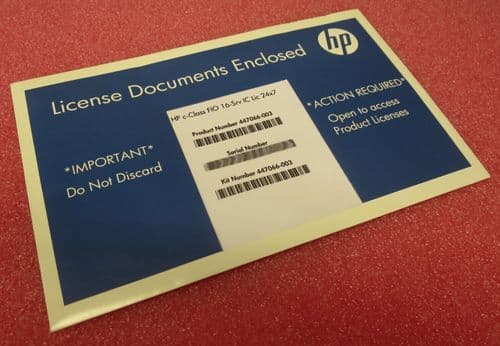 hp
License Documents Enclosed
*IMPORTANT*
Do Not Discard
HP c-Class FIO 16-Srv IC Lic 24x7
Product Number 447066-003
Serial Number
Kit Number 447066-003
*ACTION REQUIRED*
Open to access
Product Licenses